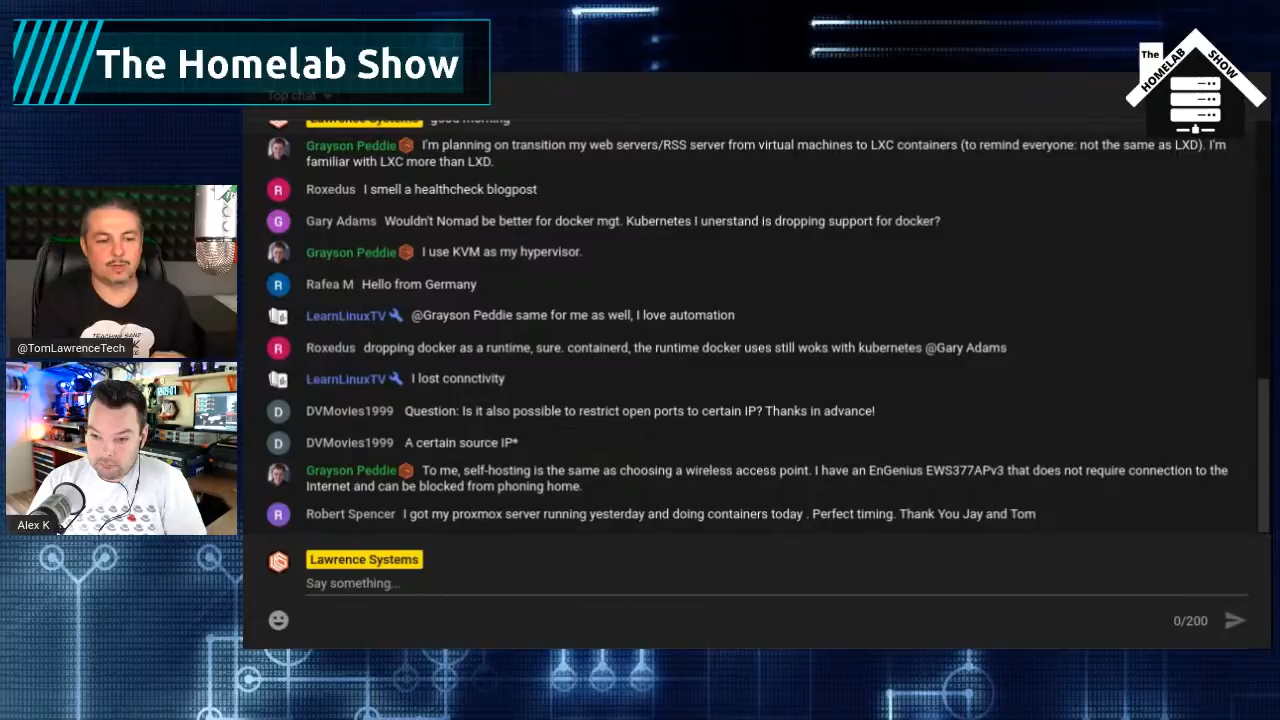 The Homelab Show
The
HOMELAB
SHOW
Top chat
Lawrence Systems good morning
Grayson Peddie I'm planning on transition my web servers/RSS server from virtual machines to LXC containers (to remind everyone: not the same as LXD). I'm
familiar with LXC more than LXD.
Roxedus I smell a healthcheck blogpost
Gary Adams Wouldn't Nomad be better for docker mgt. Kubernetes I unerstand is dropping support for docker?
Grayson Peddie I use KVM as my hypervisor.
Rafea M Hello from Germany
LearnLinuxTV @Grayson Peddie same for me as well, I love automation
Roxedus dropping docker as a runtime, sure. containerd, the runtime docker uses still woks with kubernetes @Gary Adams
LearnLinuxTV I lost connctivity
DVMovies1999 Question: Is it also possible to restrict open ports to certain IP? Thanks in advance!
DVMovies1999 A certain source IP*
Grayson Peddie To me, self-hosting is the same as choosing a wireless access point. I have an EnGenius EWS377APv3 that does not require connection to the
Internet and can be blocked from phoning home.
Robert Spencer I got my proxmox server running yesterday and doing containers today . Perfect timing. Thank You Jay and Tom
Lawrence Systems
Say something...
0/200
@TomLawrenceTech
Alex K